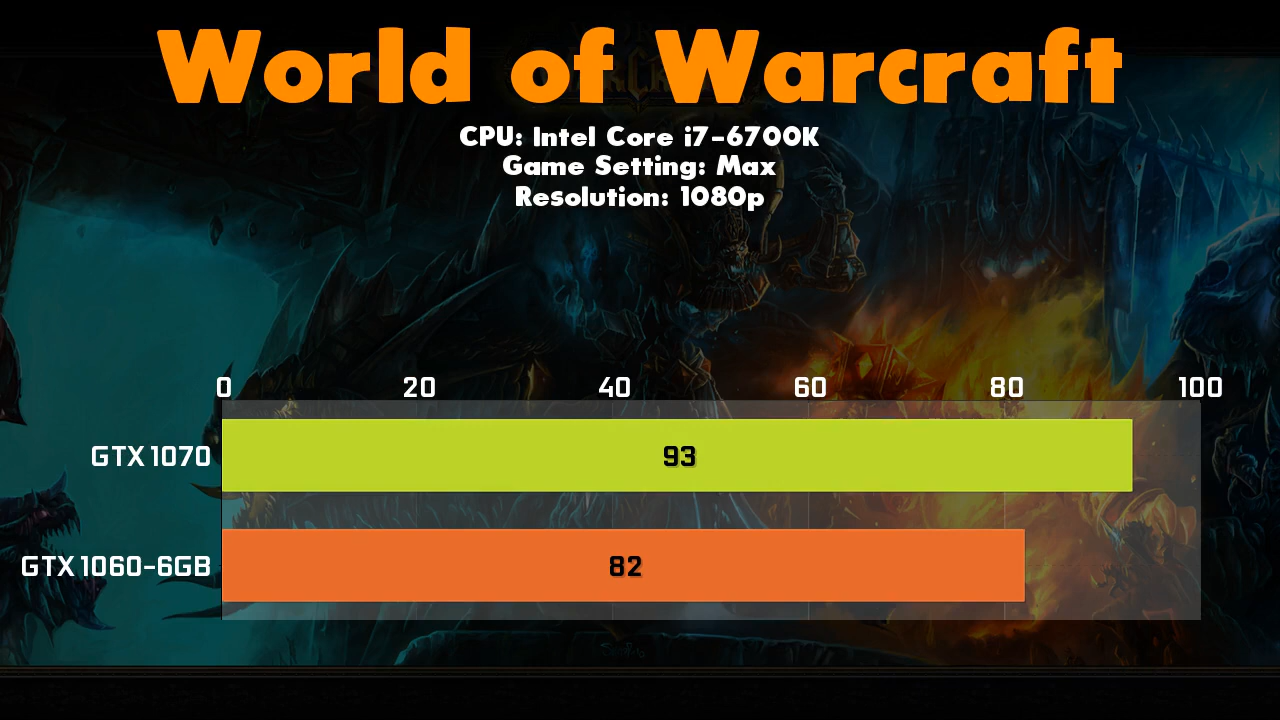 World of Warcraft
CPU: Intel Core i7-6700K
Game Setting: Max
Resolution: 1080p
0 20 40 60 80 100
GTX 1070 93
GTX 1060-6GB 82